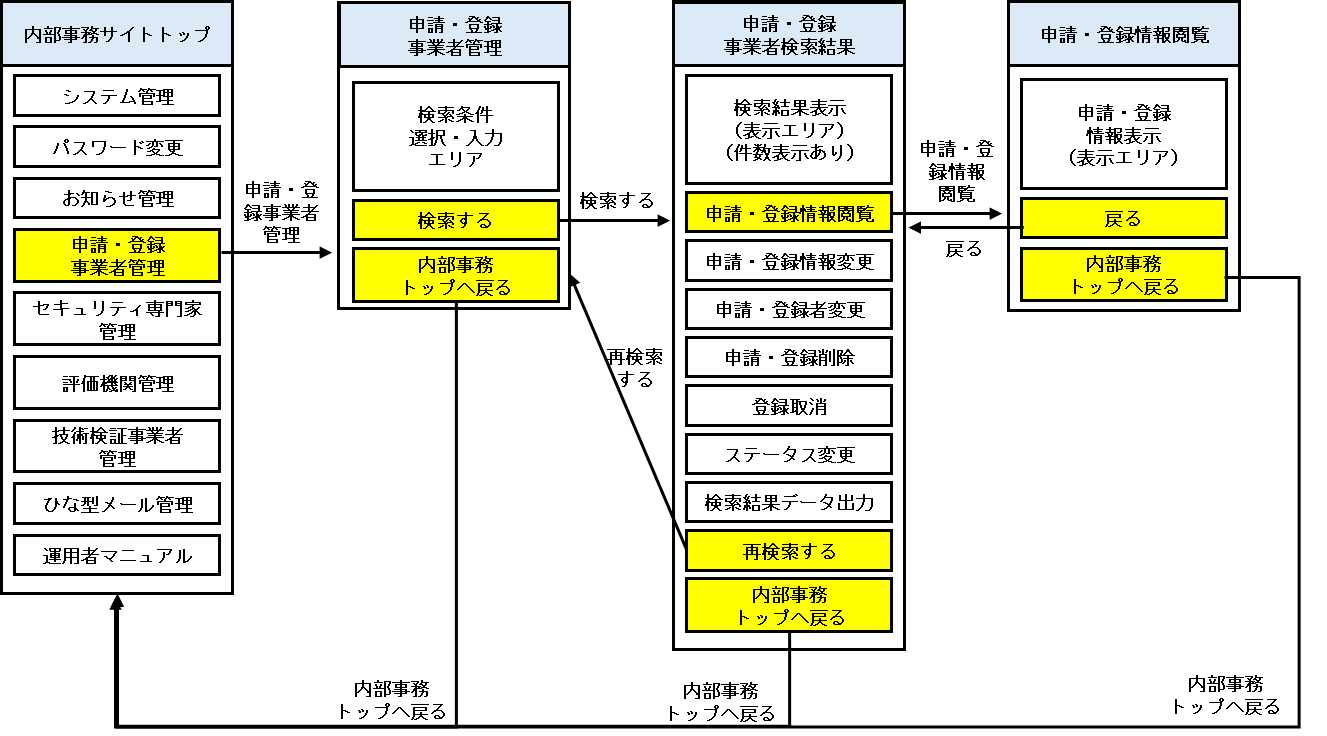 内部事務サイトトップ
システム管理
パスワード変更
お知らせ管理
申請・登録
事業者管理
セキュリティ専門家
管理
評価機関管理
技術検証事業者
管理
ひな型メール管理
運用者マニュアル
申請・登
録事業者
管理
申請・登録
事業者管理
検索条件
選択・入力
エリア
検索する
内部事務
トップへ戻る
検索する
再検索
する
申請・登録
事業者検索結果
検索結果表示
（表示エリア）
（件数表示あり）
申請・登録情報閲覧
申請・登録情報変更
申請・登録者変更
申請・登録削除
登録取消
ステータス変更
検索結果データ出力
再検索する
内部事務
トップへ戻る
申請・登
録情報
閲覧
戻る
申請・登録情報閲覧
申請・登録
情報表示
（表示エリア）
戻る
内部事務
トップへ戻る
内部事務
トップへ戻る
内部事務
トップへ戻る
内部事務
トップへ戻る